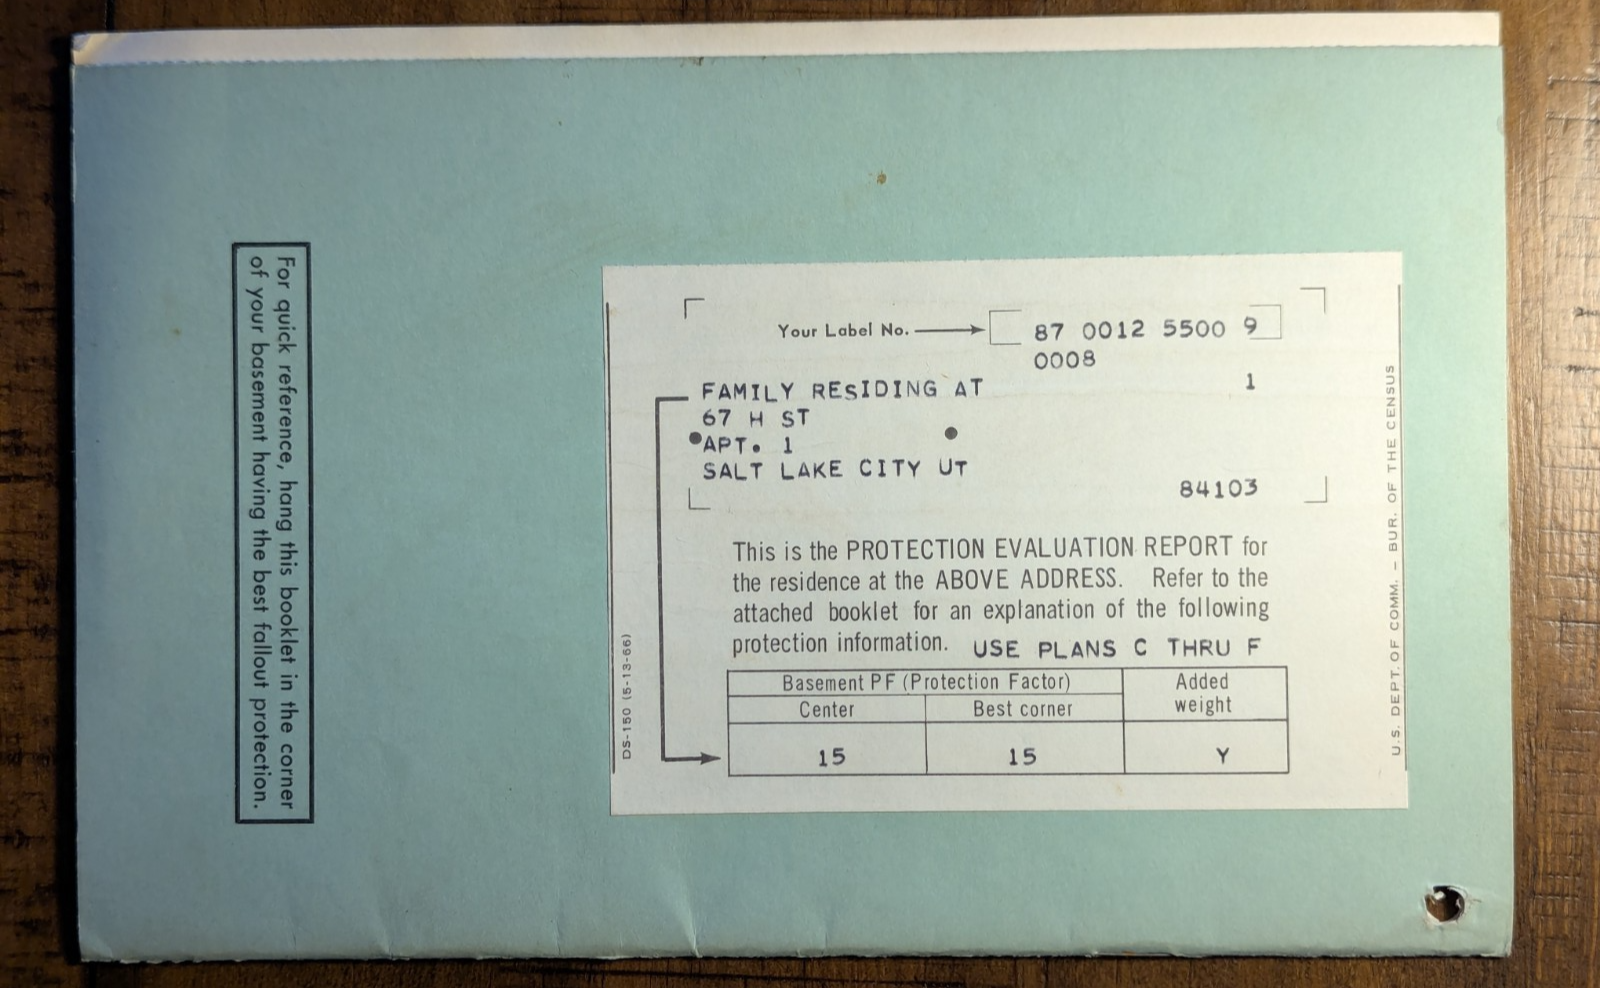 For quick reference, hang this booklet in the corner
of your basement having the best fallout protection.
Your Label No.
87 0012 5500 9
0008
1
FAMILY RESIDING AT
67 H ST
APT. 1
SALT LAKE CITY UT
84103
This is the PROTECTION EVALUATION REPORT for
the residence at the ABOVE ADDRESS. Refer to the
attached booklet for an explanation of the following
protection information. USE PLANS C THRU F
Basement PF (Protection Factor)
Added
weight
Center
Best corner
15
15
Y
DS-150 (5-13-66)
U.S. DEPT. OF COMM. – BUR. OF THE CENSUS